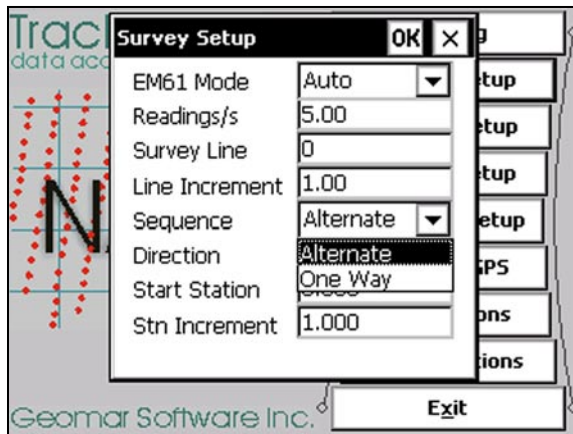 Trac
data acq
Survey Setup OK ×
EM61 Mode Auto
Readings/s 5.00
Survey Line 0
Line Increment 1.00
Sequence Alternate
Direction Alternate
One Way
Start Station
Stn Increment 1.000
g
tup
etup
etup
etup
GPS
ons
tions
Exit
Geomar Software Inc.